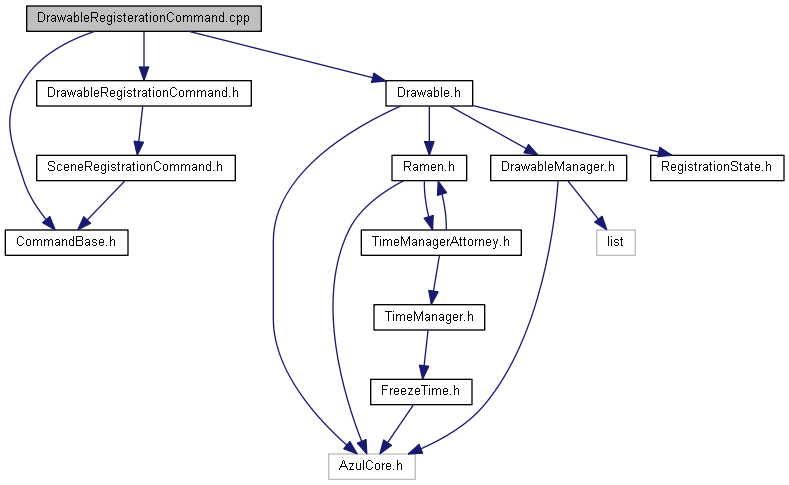 DrawableRegisterationCommand.cpp
DrawableRegistrationCommand.h
Drawable.h
SceneRegistrationCommand.h
Ramen.h
DrawableManager.h
RegistrationState.h
CommandBase.h
TimeManagerAttorney.h
list
TimeManager.h
FreezeTime.h
AzulCore.h